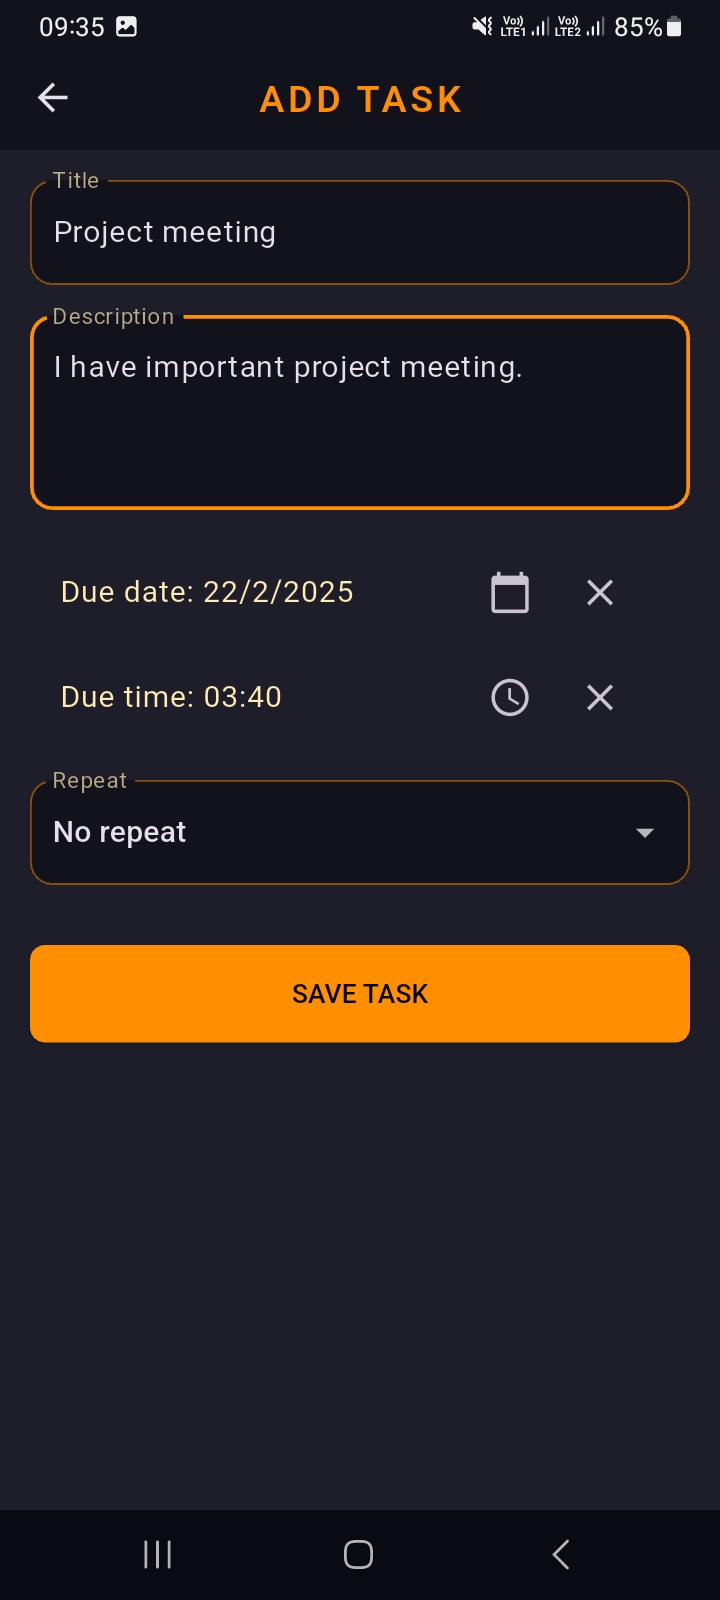 09:35
Vo)) LTE1 Vo)) LTE2 85%
ADD TASK
Title
Project meeting
Description
I have important project meeting.
Due date: 22/2/2025
Due time: 03:40
Repeat
No repeat
SAVE TASK